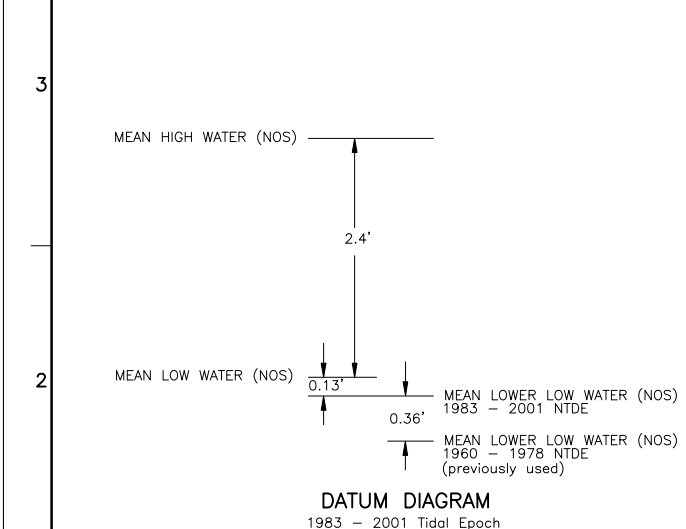 3
MEAN HIGH WATER (NOS)
2.4'
2
MEAN LOW WATER (NOS)
0.13'
MEAN LOWER LOW WATER (NOS)
1983 – 2001 NTDE
0.36'
MEAN LOWER LOW WATER (NOS)
1960 – 1978 NTDE
(previously used)
DATUM DIAGRAM
1983 – 2001 Tidal Epoch